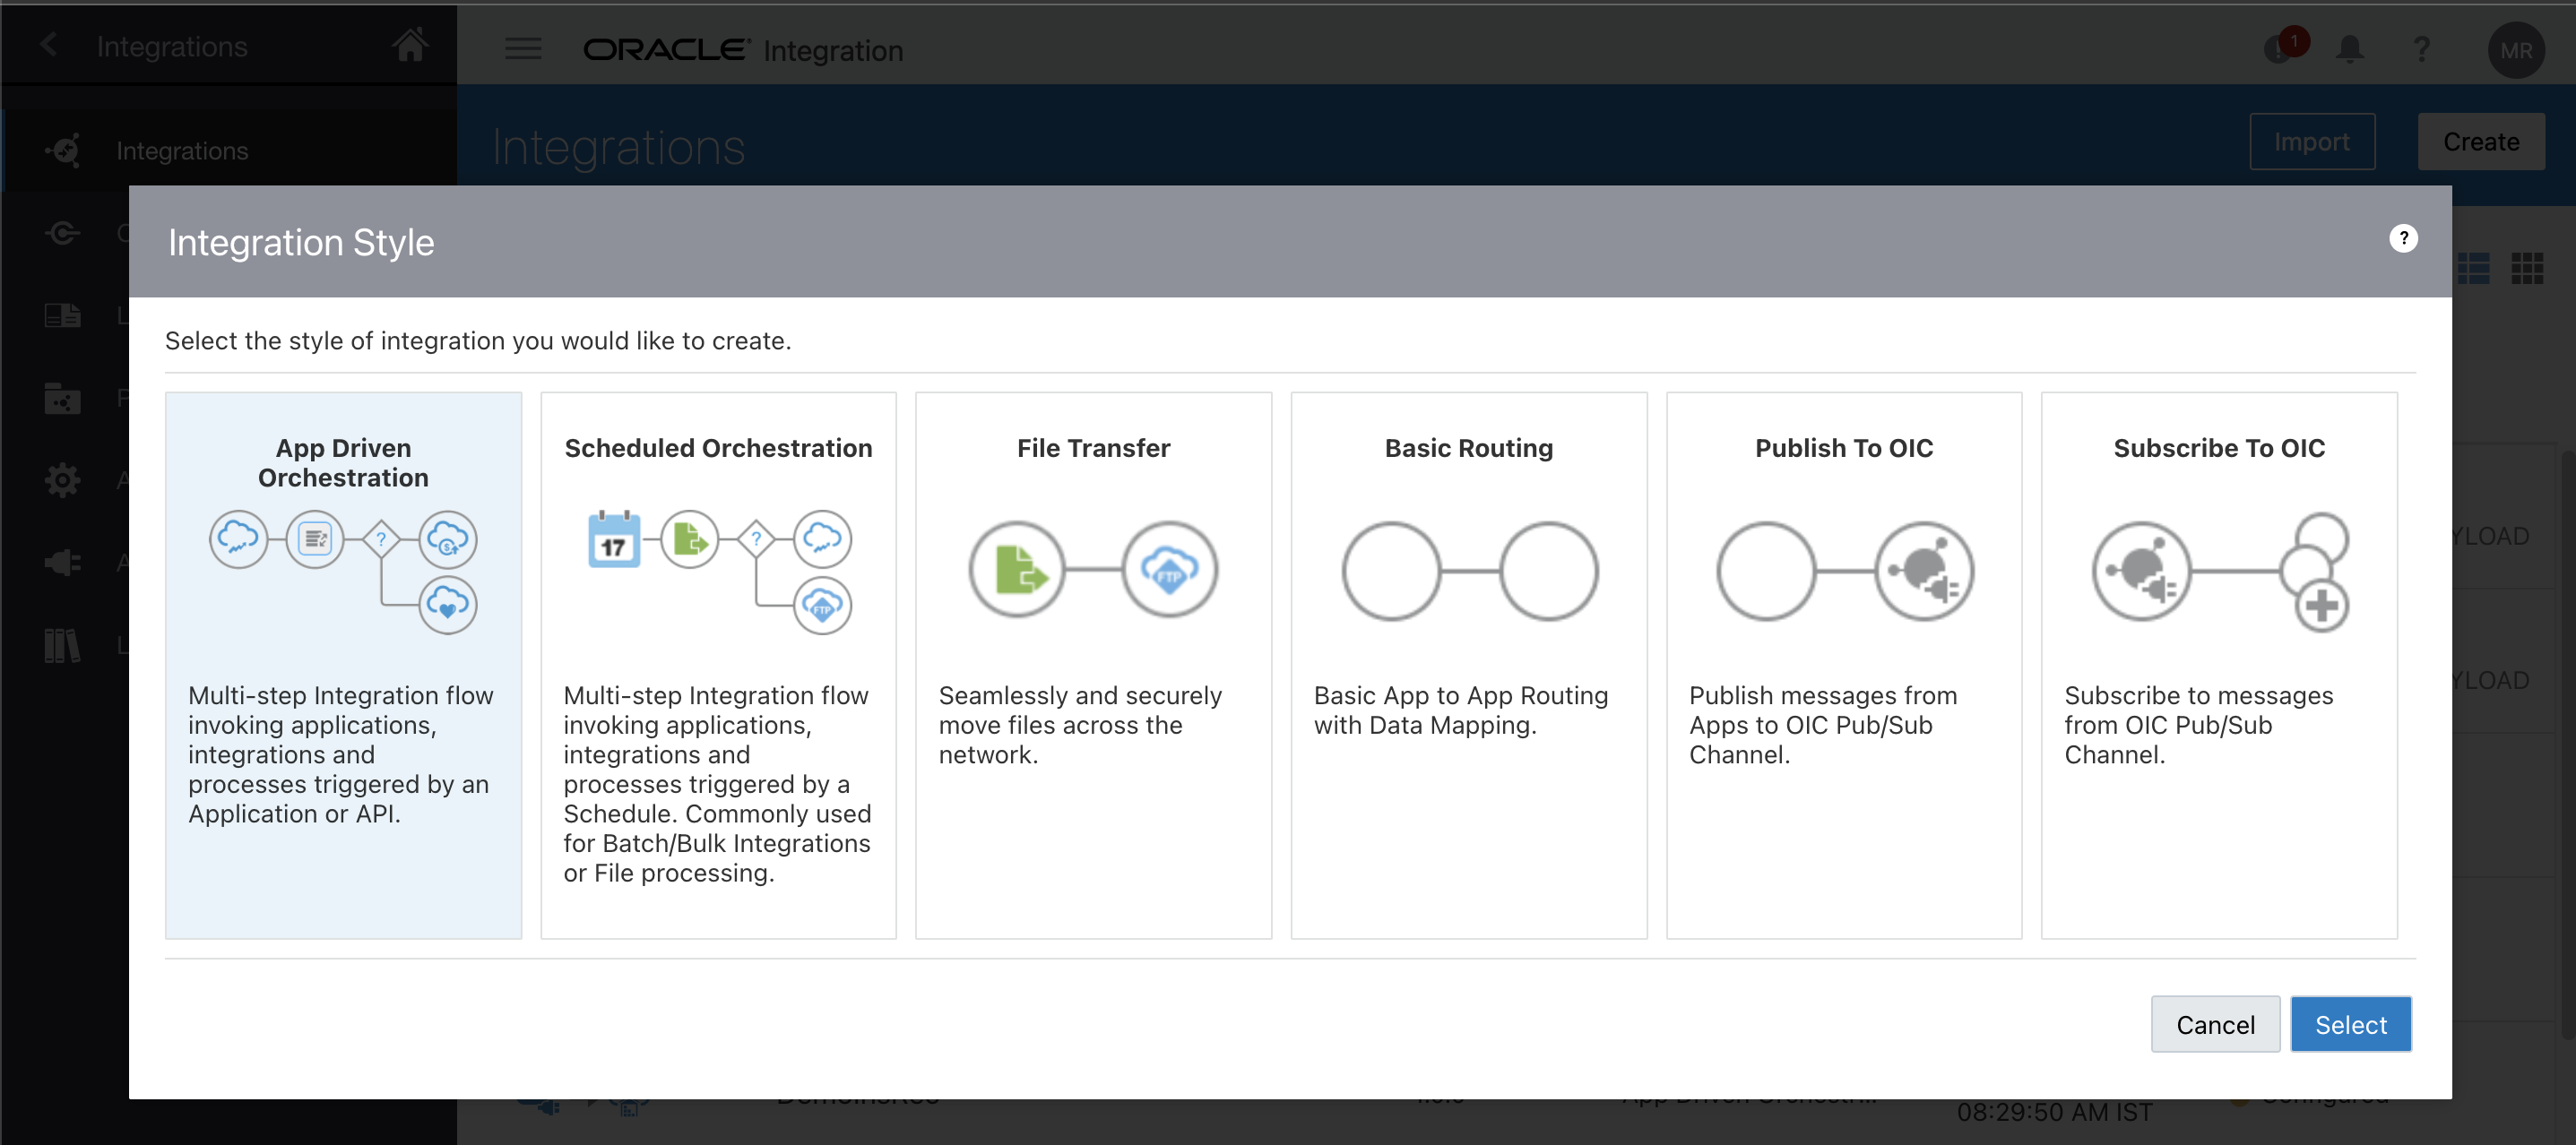 Integrations
ORACLE Integration
1
?
MR
Integrations
Integrations
Import
Create
Integration Style
?
Select the style of integration you would like to create.
App Driven
Orchestration
?
Multi-step Integration flow
invoking applications,
integrations and
processes triggered by an
Application or API.
Scheduled Orchestration
17
?
FTP
Multi-step Integration flow
invoking applications,
integrations and
processes triggered by a
Schedule. Commonly used
for Batch/Bulk Integrations
or File processing.
File Transfer
FTP
Seamlessly and securely
move files across the
network.
Basic Routing
Basic App to App Routing
with Data Mapping.
Publish To OIC
Publish messages from
Apps to OIC Pub/Sub
Channel.
Subscribe To OIC
Subscribe to messages
from OIC Pub/Sub
Channel.
YLOAD
YLOAD
Cancel
Select
08:29:50 AM IST